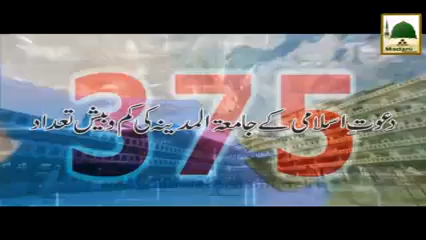 Madani
375
دعوتِ اسلامی کے جامعۃ المدینہ کی کم و بیش تعداد